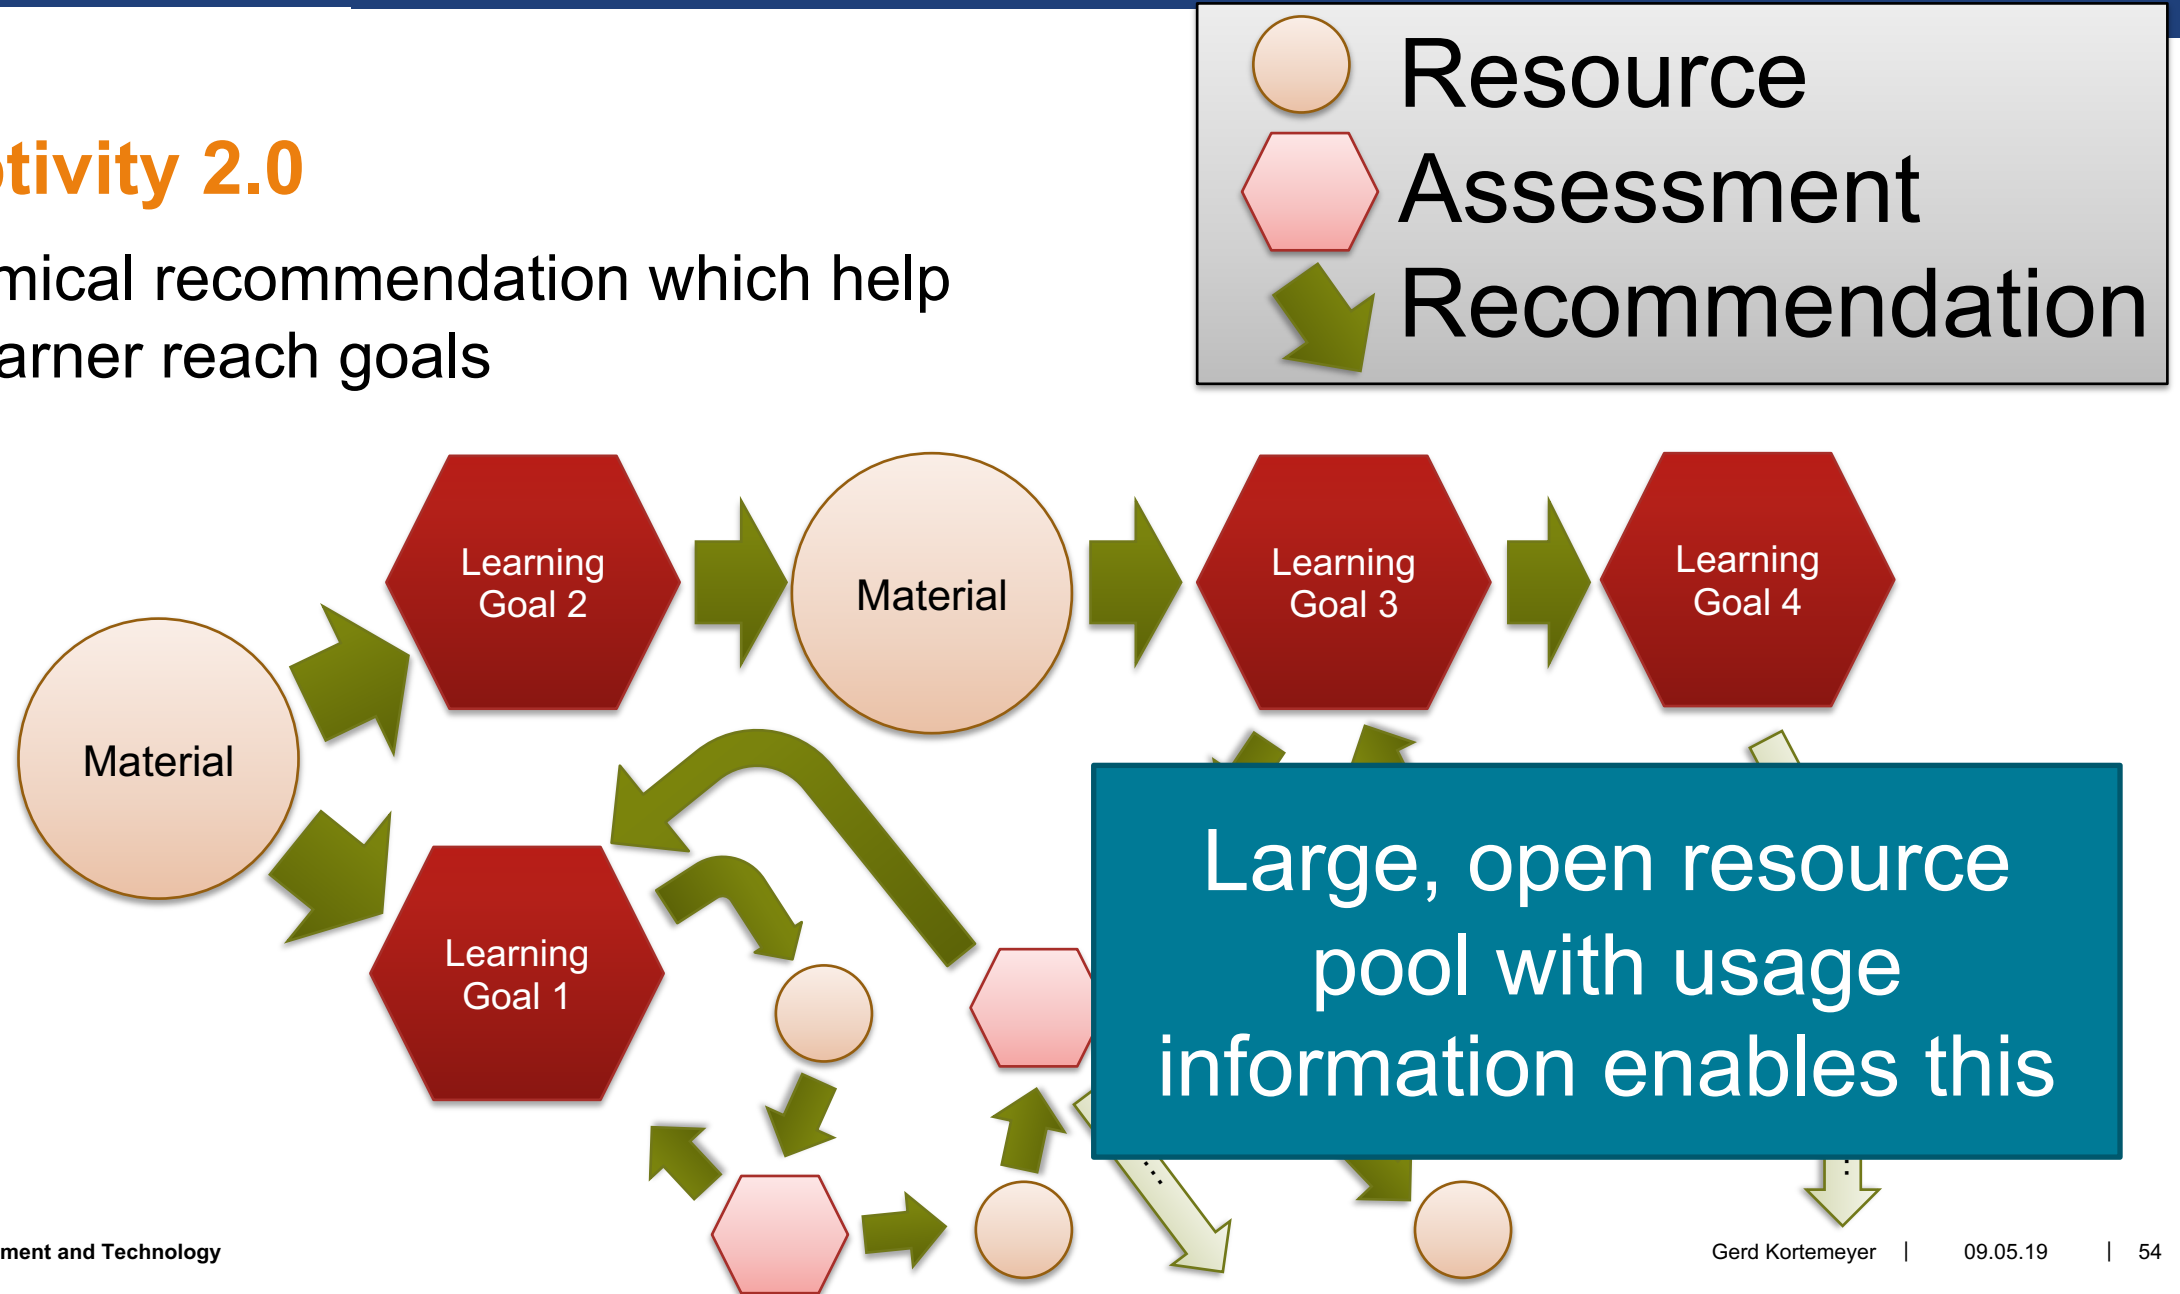 Resource
Assessment
Recommendation
tivity 2.0
mical recommendation which help
arner reach goals
Learning
Goal 2
Material
Learning
Goal 3
Learning
Goal 4
Material
Learning
Goal 1
Large, open resource
pool with usage
information enables this
ment and Technology
Gerd Kortemeyer | 09.05.19 | 54